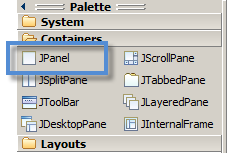 Palette
System
Containers
JPanel JScrollPane
JSplitPane JTabbedPane
JToolBar JLayeredPane
JDesktopPane JInternalFrame
Layouts